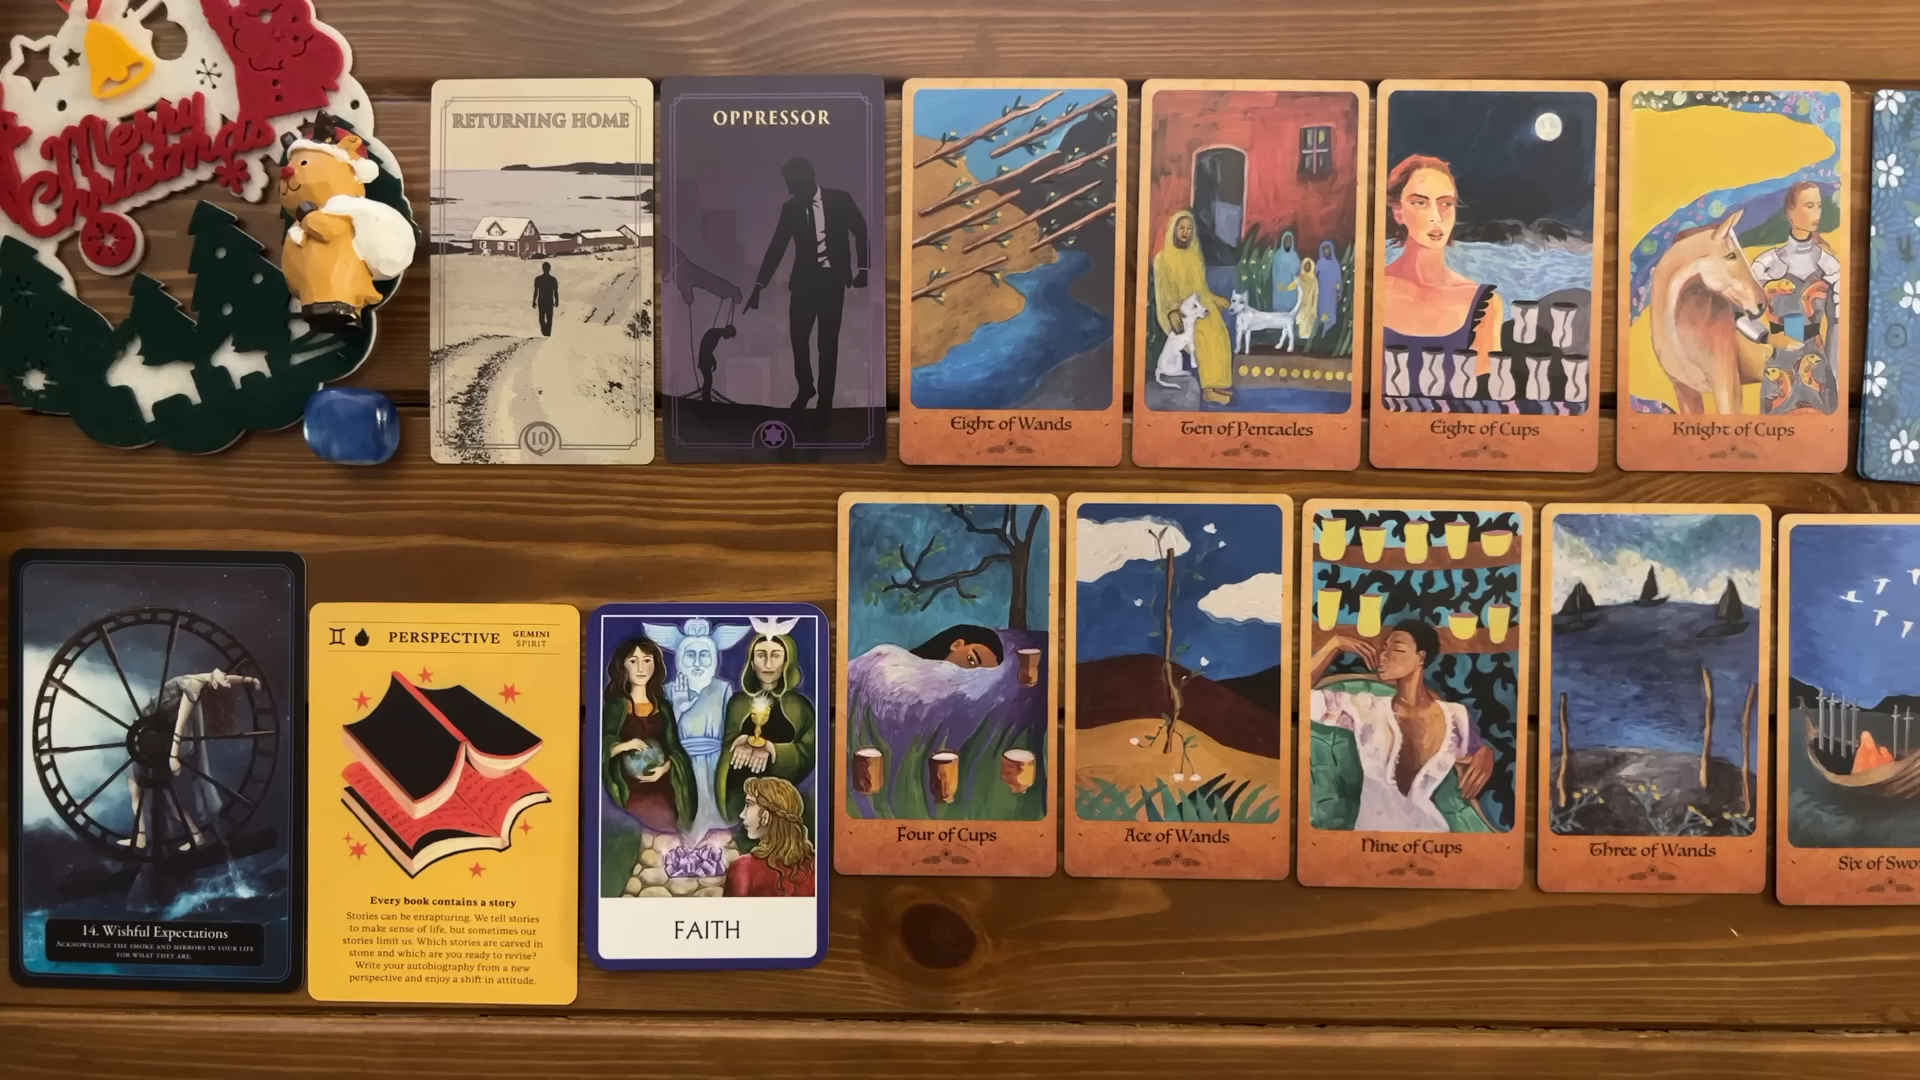 Merry
Christmas
RETURNING HOME
10
OPPRESSOR
Eight of Wands
Ten of Pentacles
Eight of Cups
Knight of Cups
14. Wishful Expectations
ACKNOWLEDGE THE SMOKE AND MIRRORS IN YOUR LIFE
FOR WHAT THEY ARE.
PERSPECTIVE
GEMINI
SPIRIT
Every book contains a story
Stories can be enrapturing. We tell stories
to make sense of life, but sometimes our
stories limit us. Which stories are carved in
stone and which are you ready to revise?
Write your autobiography from a new
perspective and enjoy a shift in attitude.
FAITH
Four of Cups
Ace of Wands
Nine of Cups
Three of Wands
Six of Swor